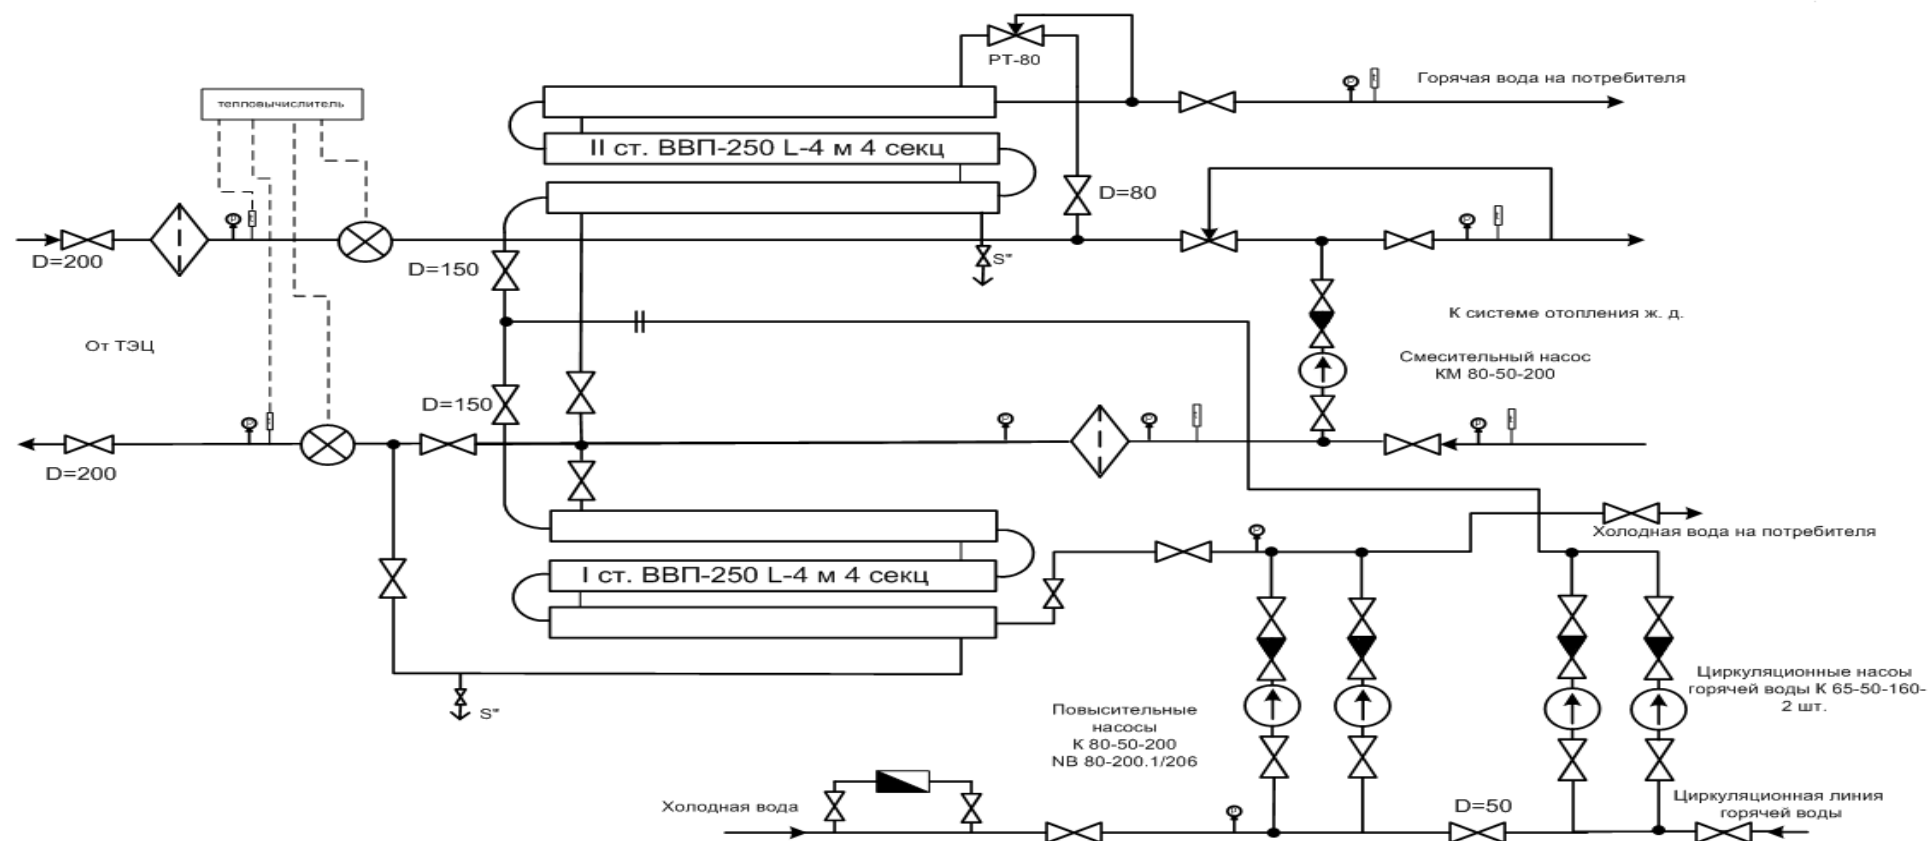 РТ-80
Горячая вода на потребителя
тепловычислитель
II ст. ВВП-250 L-4 м 4 секц
D=80
D=200
D=150
S"
К системе отопления ж. д.
От ТЭЦ
Смесительный насос
КМ 80-50-200
D=150
D=200
Холодная вода на потребителя
I ст. ВВП-250 L-4 м 4 секц
Циркуляционные насоы
горячей воды К 65-50-160-
2 шт.
S"
Повысительные
насосы
К 80-50-200
NB 80-200.1/206
Холодная вода
D=50
Циркуляционная линия
горячей воды